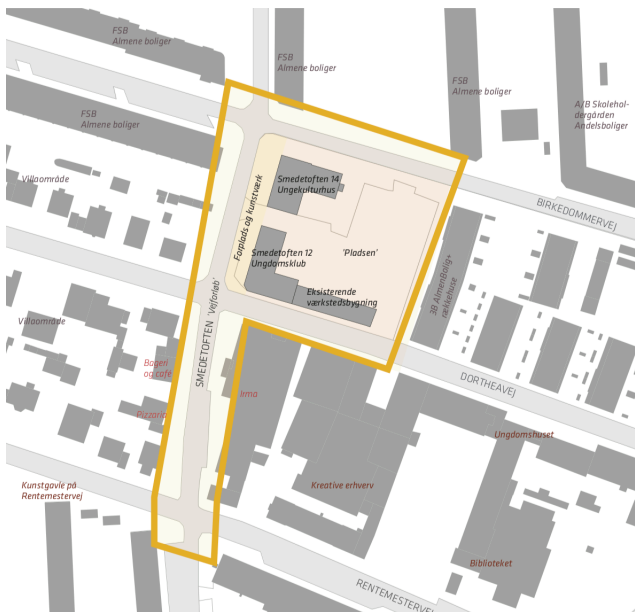 FSB
Almene boliger
FSB
Almene boliger
FSB
Almene boliger
A/B Skolehol-
dergården
Andelsboliger
FSB
Almene boliger
Villaområde
Smedetoften 14
Ungekulturhus
Forplads og kunstværk
BIRKEDOMMERVEJ
Smedetoften 12
Ungdomsklub
'Pladsen'
Eksisterende
værkstedsbygning
3B AlmenBolig+
rækkehuse
SMEDETOFTEN 'Vejforløb'
Villaområde
Bageri
og café
Irma
DORTHEAVEJ
Pizzaria
Ungdomshuset
Kunstgavle på
Rentemestervej
Kreative erhverv
Biblioteket
RENTEMESTERVEJ